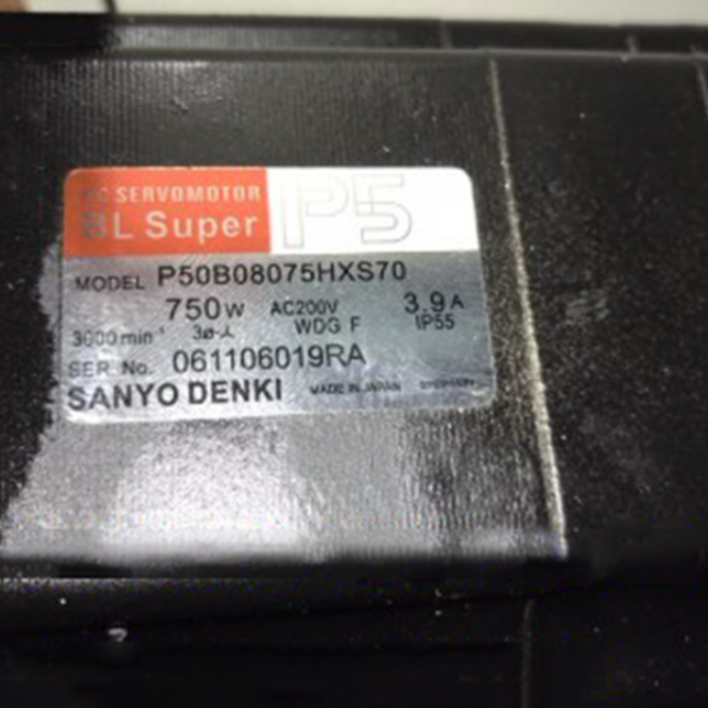 SERVOMOTOR
BL Super P5
MODEL P50B08075HXS70
750W AC200V 3.9A
3000min⁻¹ 3ø-人 WDG F IP55
SER. No. 061106019RA
SANYO DENKI MADE IN JAPAN